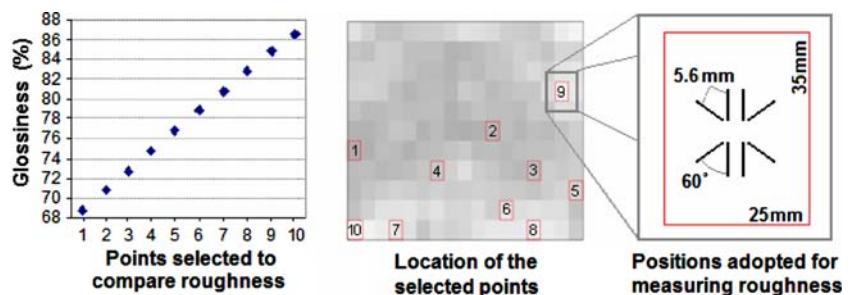 Glossiness (%)
88
86
84
82
80
78
76
74
72
70
68
1 2 3 4 5 6 7 8 9 10
Points selected to
compare roughness
9
2
1
4
3
5
6
10
7
8
Location of the
selected points
5.6 mm
35mm
60°
25mm
Positions adopted for
measuring roughness